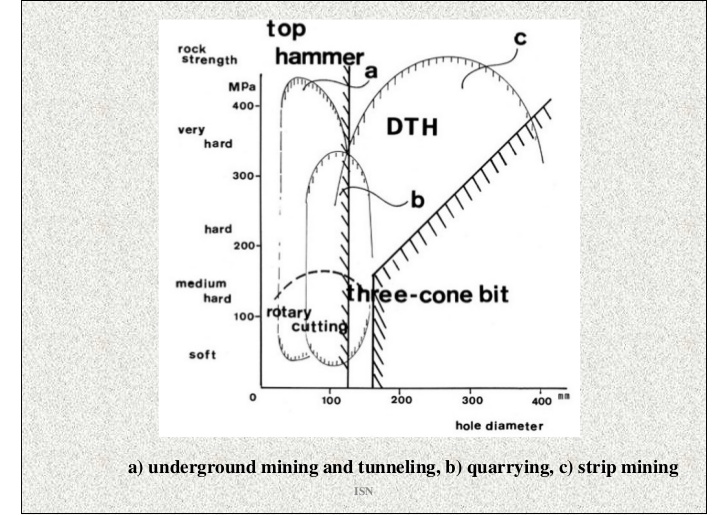 top
hammer
rock
strength
MPa
400
very
hard
300
hard
200
medium
hard
100
soft
a
c
DTH
b
three-cone bit
rotary
cutting
0
100
200
300
400 mm
hole diameter
a) underground mining and tunneling, b) quarrying, c) strip mining
ISN